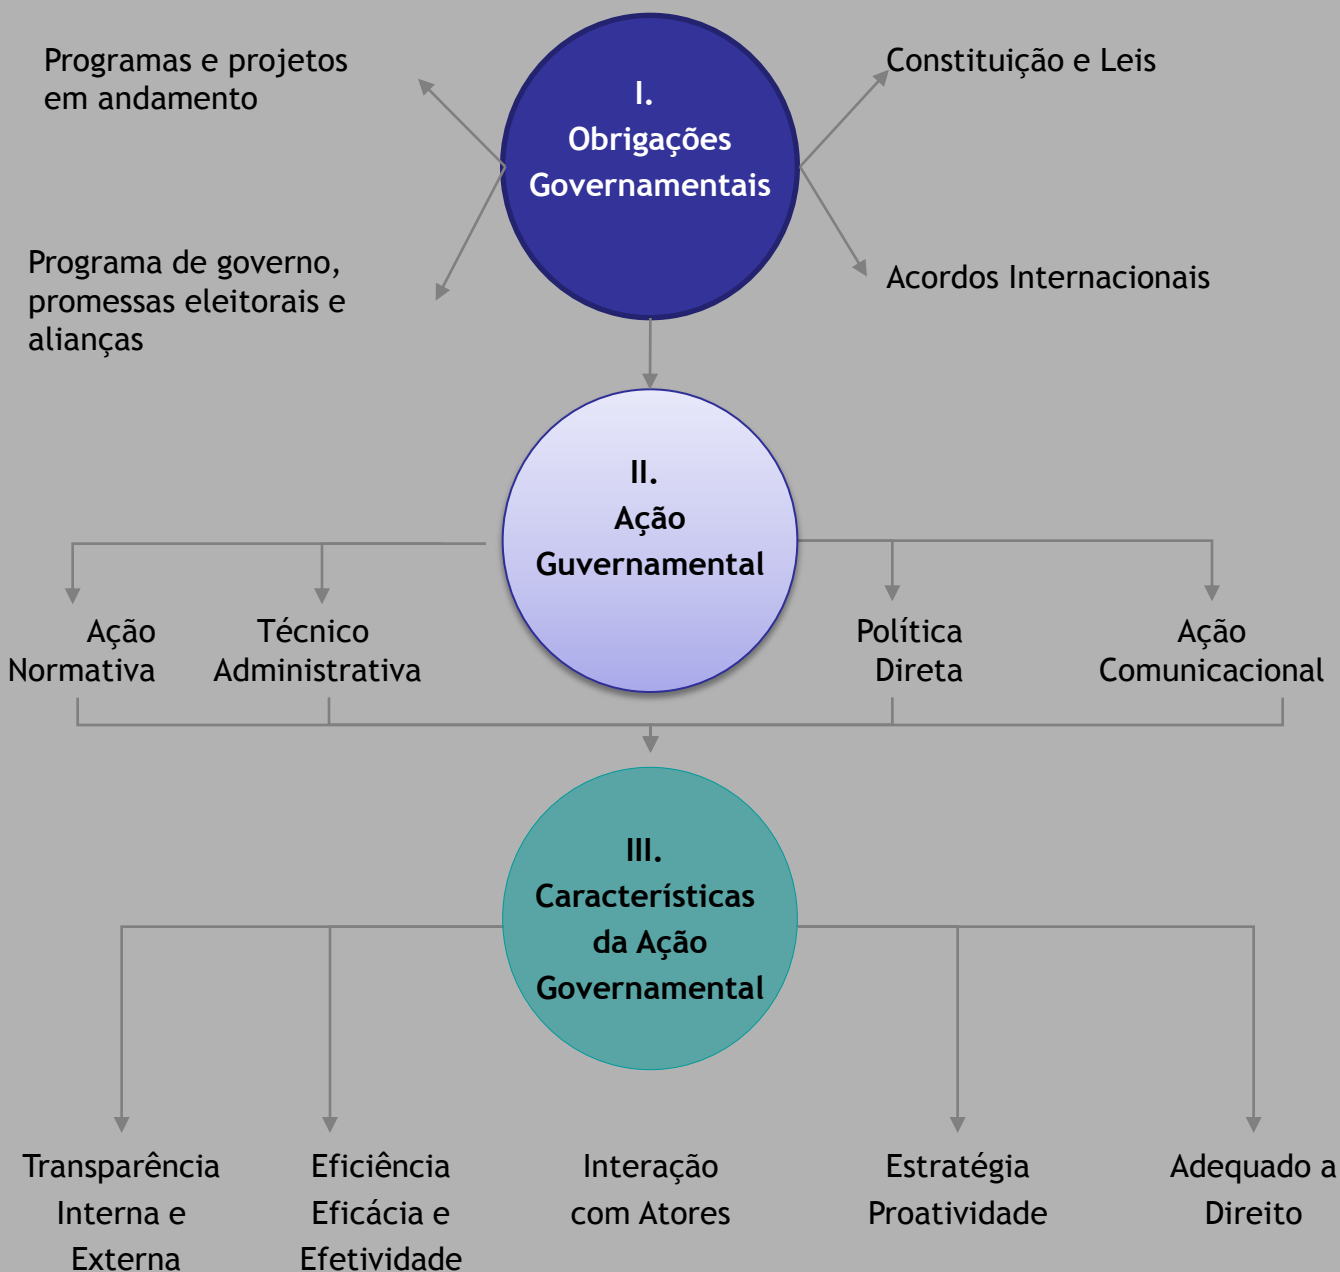 Programas e projetos
em andamento
I.
Obrigações
Governamentais
Constituição e Leis
Programa de governo,
promessas eleitorais e
alianças
Acordos Internacionais
II.
Ação
Guvernamental
Ação
Normativa
Técnico
Administrativa
Política
Direta
Ação
Comunicacional
III.
Características
da Ação
Governamental
Transparência
Interna e
Externa
Eficiência
Eficácia e
Efetividade
Interação
com Atores
Estratégia
Proatividade
Adequado a
Direito